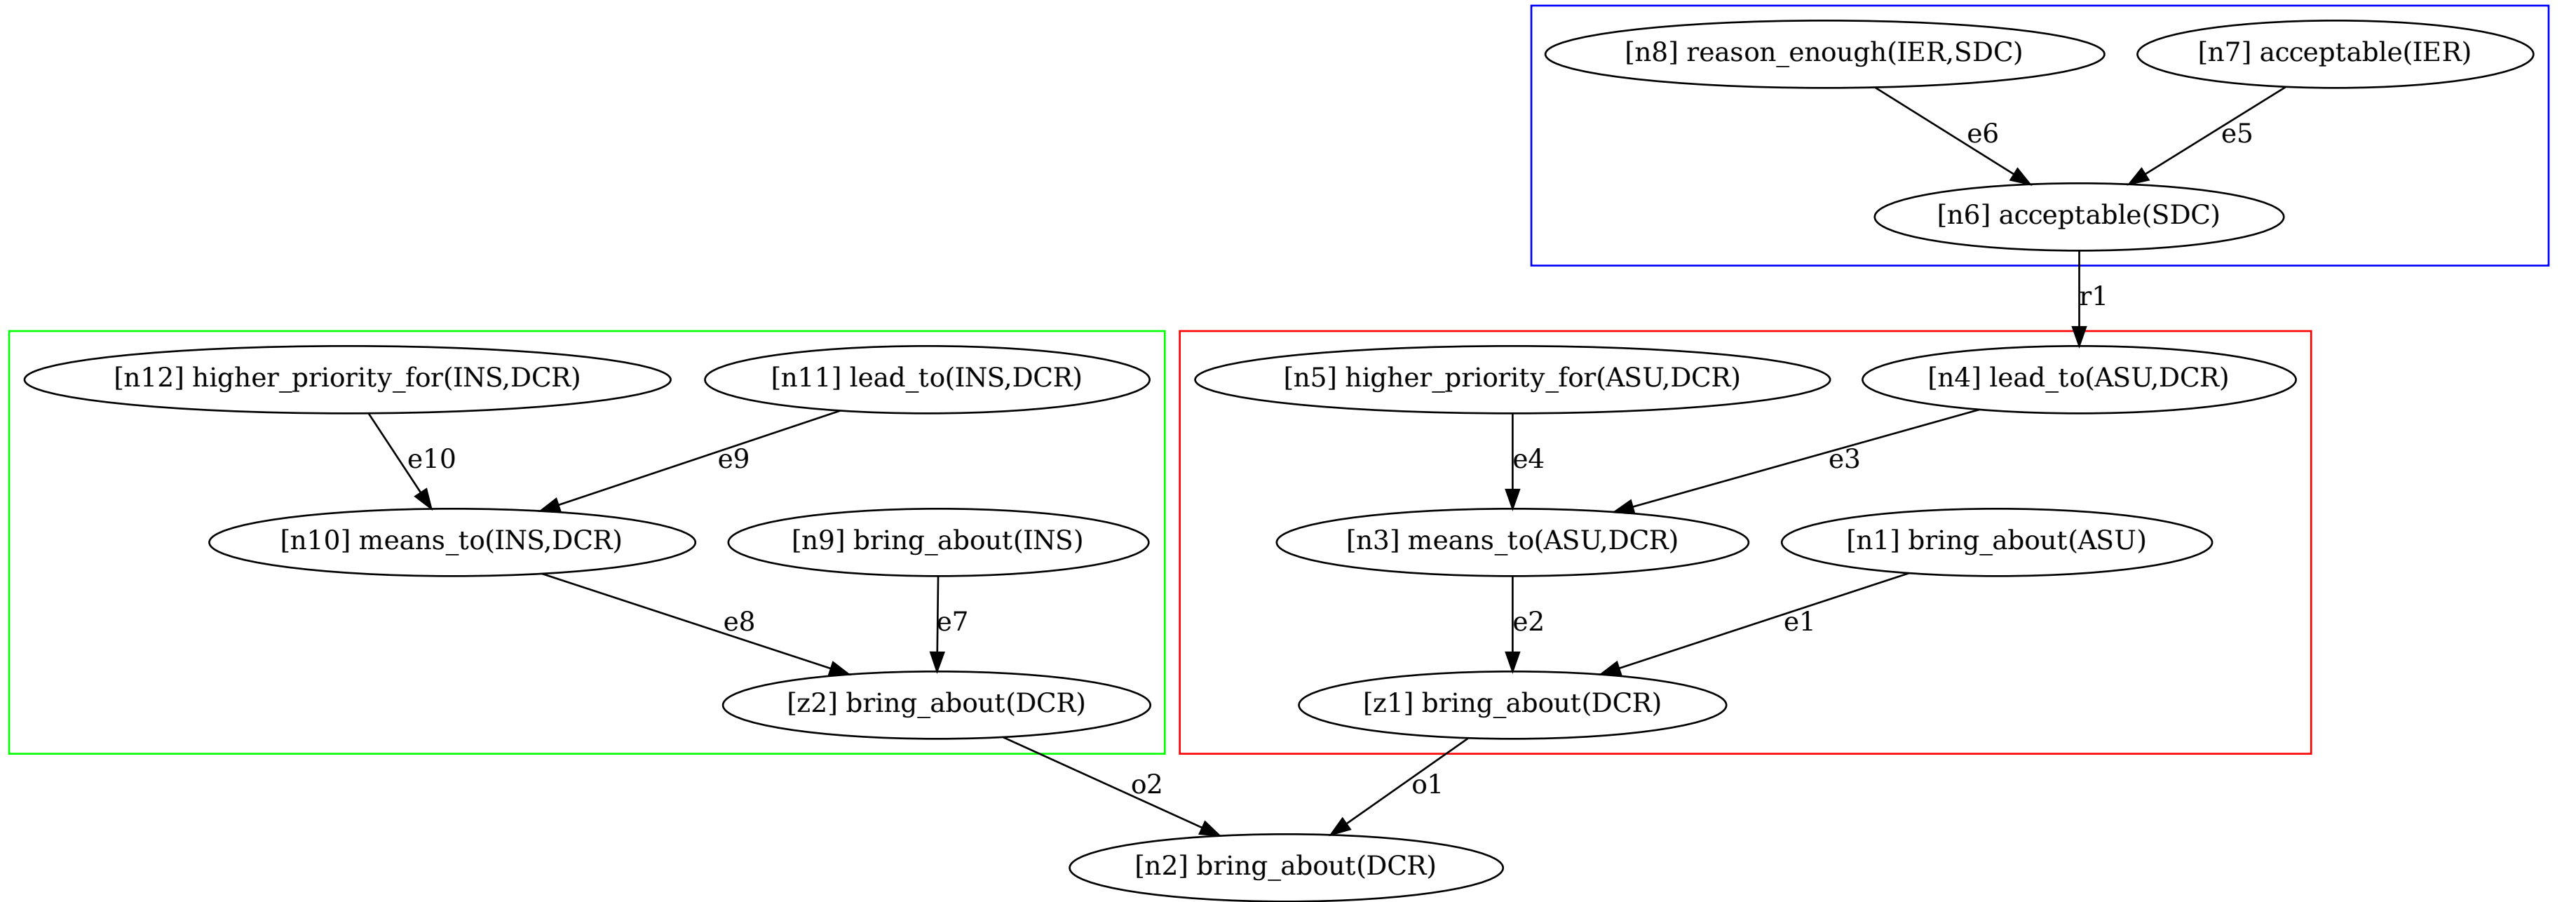 [n8] reason_enough(IER,SDC)
[n7] acceptable(IER)
e6
e5
[n6] acceptable(SDC)
r1
[n12] higher_priority_for(INS,DCR)
[n11] lead_to(INS,DCR)
[n5] higher_priority_for(ASU,DCR)
[n4] lead_to(ASU,DCR)
e10
e9
e4
e3
[n10] means_to(INS,DCR)
[n9] bring_about(INS)
[n3] means_to(ASU,DCR)
[n1] bring_about(ASU)
e8
e7
e2
e1
[z2] bring_about(DCR)
[z1] bring_about(DCR)
o2
o1
[n2] bring_about(DCR)